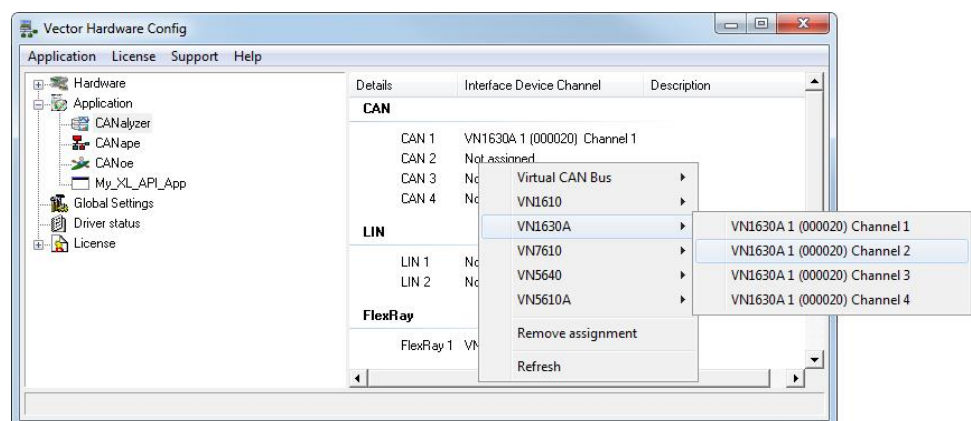 Vector Hardware Config
Application License Support Help
Hardware
Application
CANalyzer
CANape
CANoe
My_XL_API_App
Global Settings
Driver status
License
Details Interface Device Channel Description
CAN
CAN 1 VN1630A 1 (000020) Channel 1
CAN 2 Not assigned
CAN 3
CAN 4
LIN
LIN 1
LIN 2
FlexRay
FlexRay 1
Virtual CAN Bus
VN1610
VN1630A
VN7610
VN5640
VN5610A
Remove assignment
Refresh
VN1630A 1 (000020) Channel 1
VN1630A 1 (000020) Channel 2
VN1630A 1 (000020) Channel 3
VN1630A 1 (000020) Channel 4